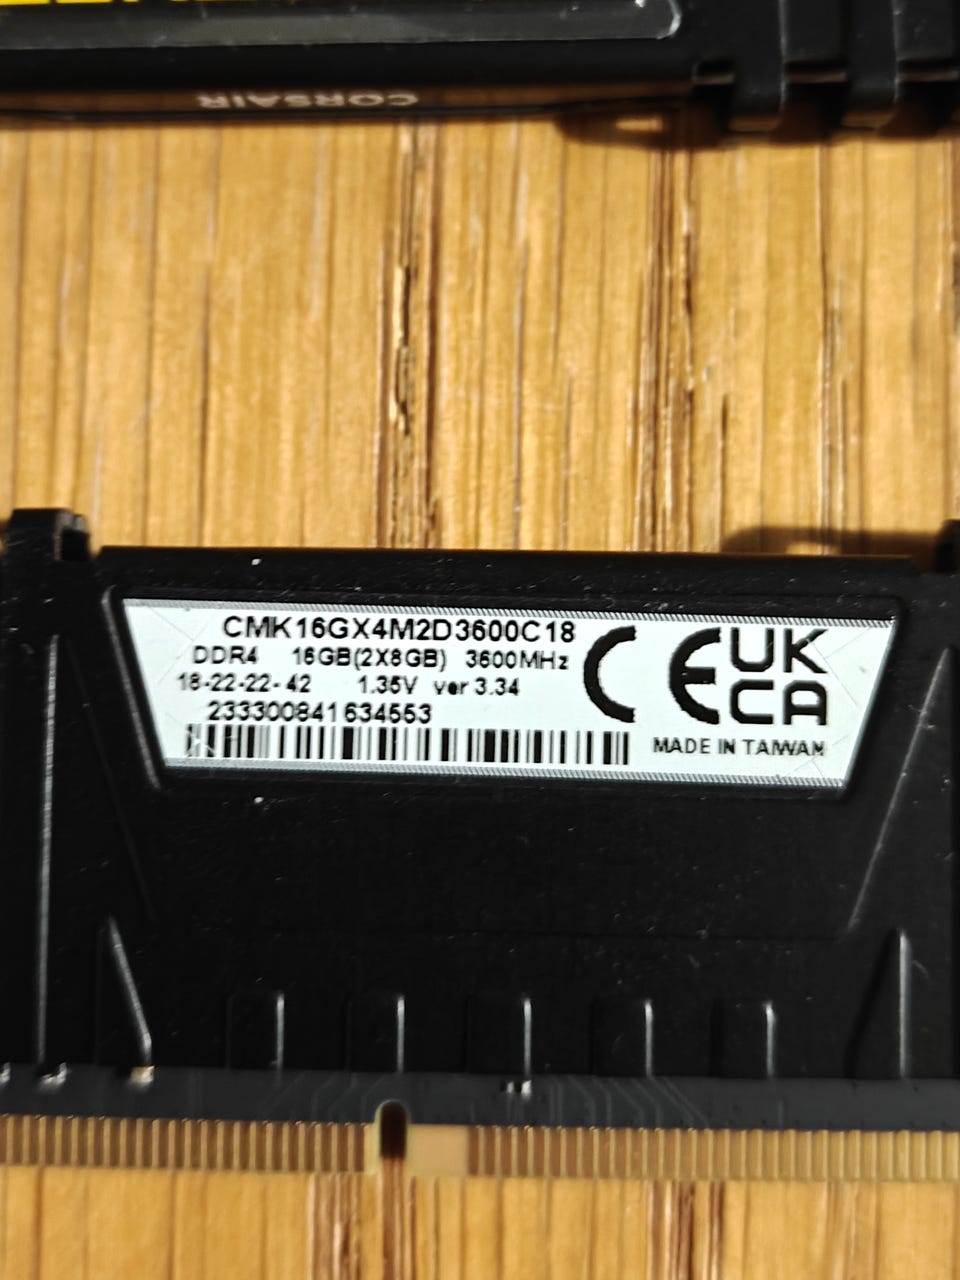 CORSAIR
CMK16GX4M2D3600C18
DDR4 16GB(2X8GB) 3600MHz
18-22-22-42 1.35V ver 3.34
233300841634553
CE UK CA
MADE IN TAIWAN